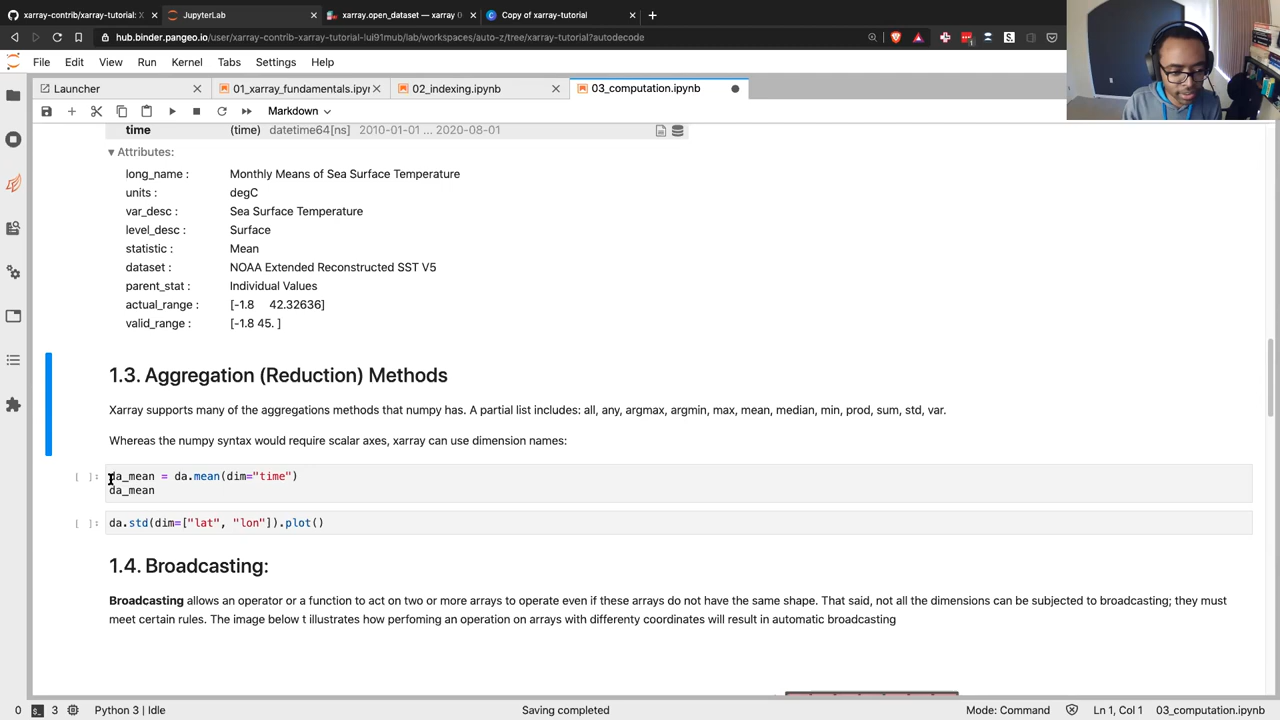 xarray-contrib/xarray-tutorial: X
JupyterLab
xarray.open_dataset — xarray 0
Copy of xarray-tutorial
hub.binder.pangeo.io/user/xarray-contrib-xarray-tutorial-lui91mub/lab/workspaces/auto-z/tree/xarray-tutorial?autodecode
File Edit View Run Kernel Tabs Settings Help
Launcher
01_xarray_fundamentals.ipyn
02_indexing.ipynb
03_computation.ipynb
Markdown
time (time) datetime64[ns] 2010-01-01 ... 2020-08-01
▼ Attributes:
long_name : Monthly Means of Sea Surface Temperature
units : degC
var_desc : Sea Surface Temperature
level_desc : Surface
statistic : Mean
dataset : NOAA Extended Reconstructed SST V5
parent_stat : Individual Values
actual_range : [-1.8 42.32636]
valid_range : [-1.8 45. ]
1.3. Aggregation (Reduction) Methods
Xarray supports many of the aggregations methods that numpy has. A partial list includes: all, any, argmax, argmin, max, mean, median, min, prod, sum, std, var.
Whereas the numpy syntax would require scalar axes, xarray can use dimension names:
[ ]: da_mean = da.mean(dim="time")
da_mean
[ ]: da.std(dim=["lat", "lon"]).plot()
1.4. Broadcasting:
Broadcasting allows an operator or a function to act on two or more arrays to operate even if these arrays do not have the same shape. That said, not all the dimensions can be subjected to broadcasting; they must
meet certain rules. The image below t illustrates how perfoming an operation on arrays with differenty coordinates will result in automatic broadcasting
0 3 Python 3 | Idle Saving completed Mode: Command Ln 1, Col 1 03_computation.ipynb